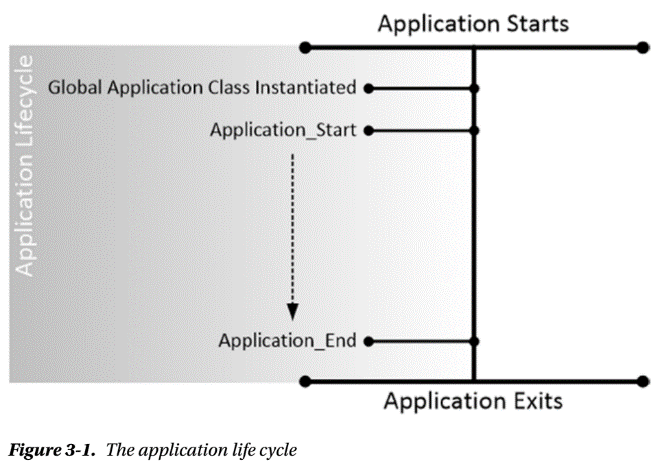 Application Starts
Application Lifecycle
Global Application Class Instantiated
Application_Start
Application_End
Application Exits
Figure 3-1. The application life cycle